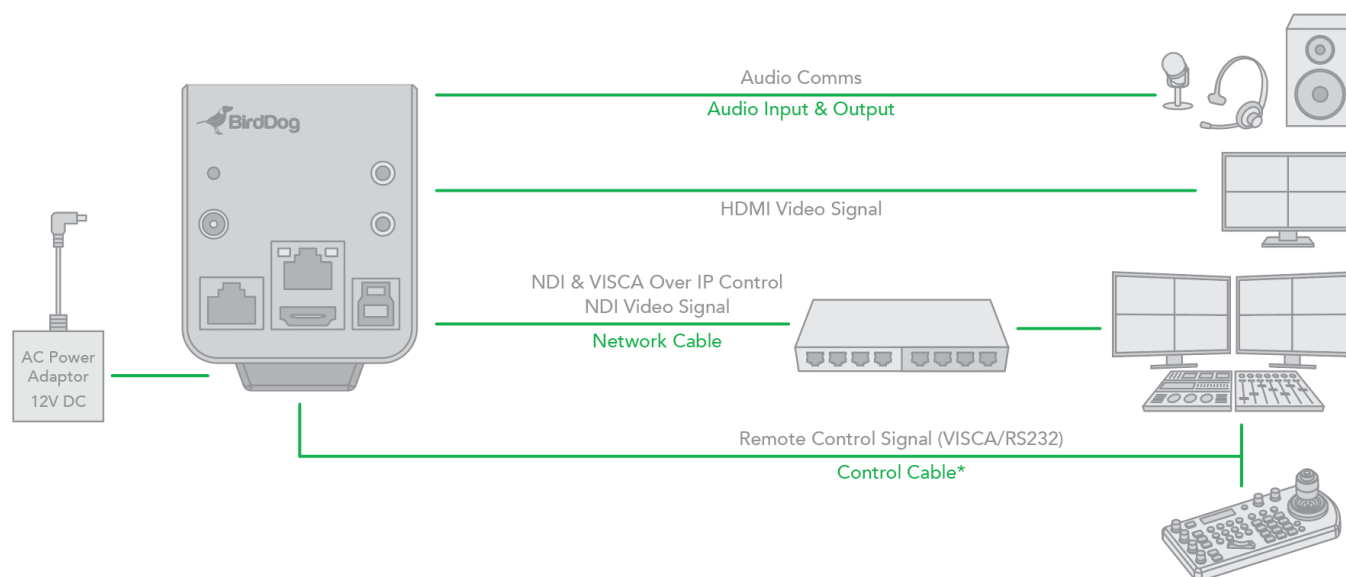 Audio Comms
Audio Input & Output
BirdDog
HDMI Video Signal
NDI & VISCA Over IP Control
NDI Video Signal
Network Cable
AC Power
Adaptor
12V DC
Remote Control Signal (VISCA/RS232)
Control Cable*